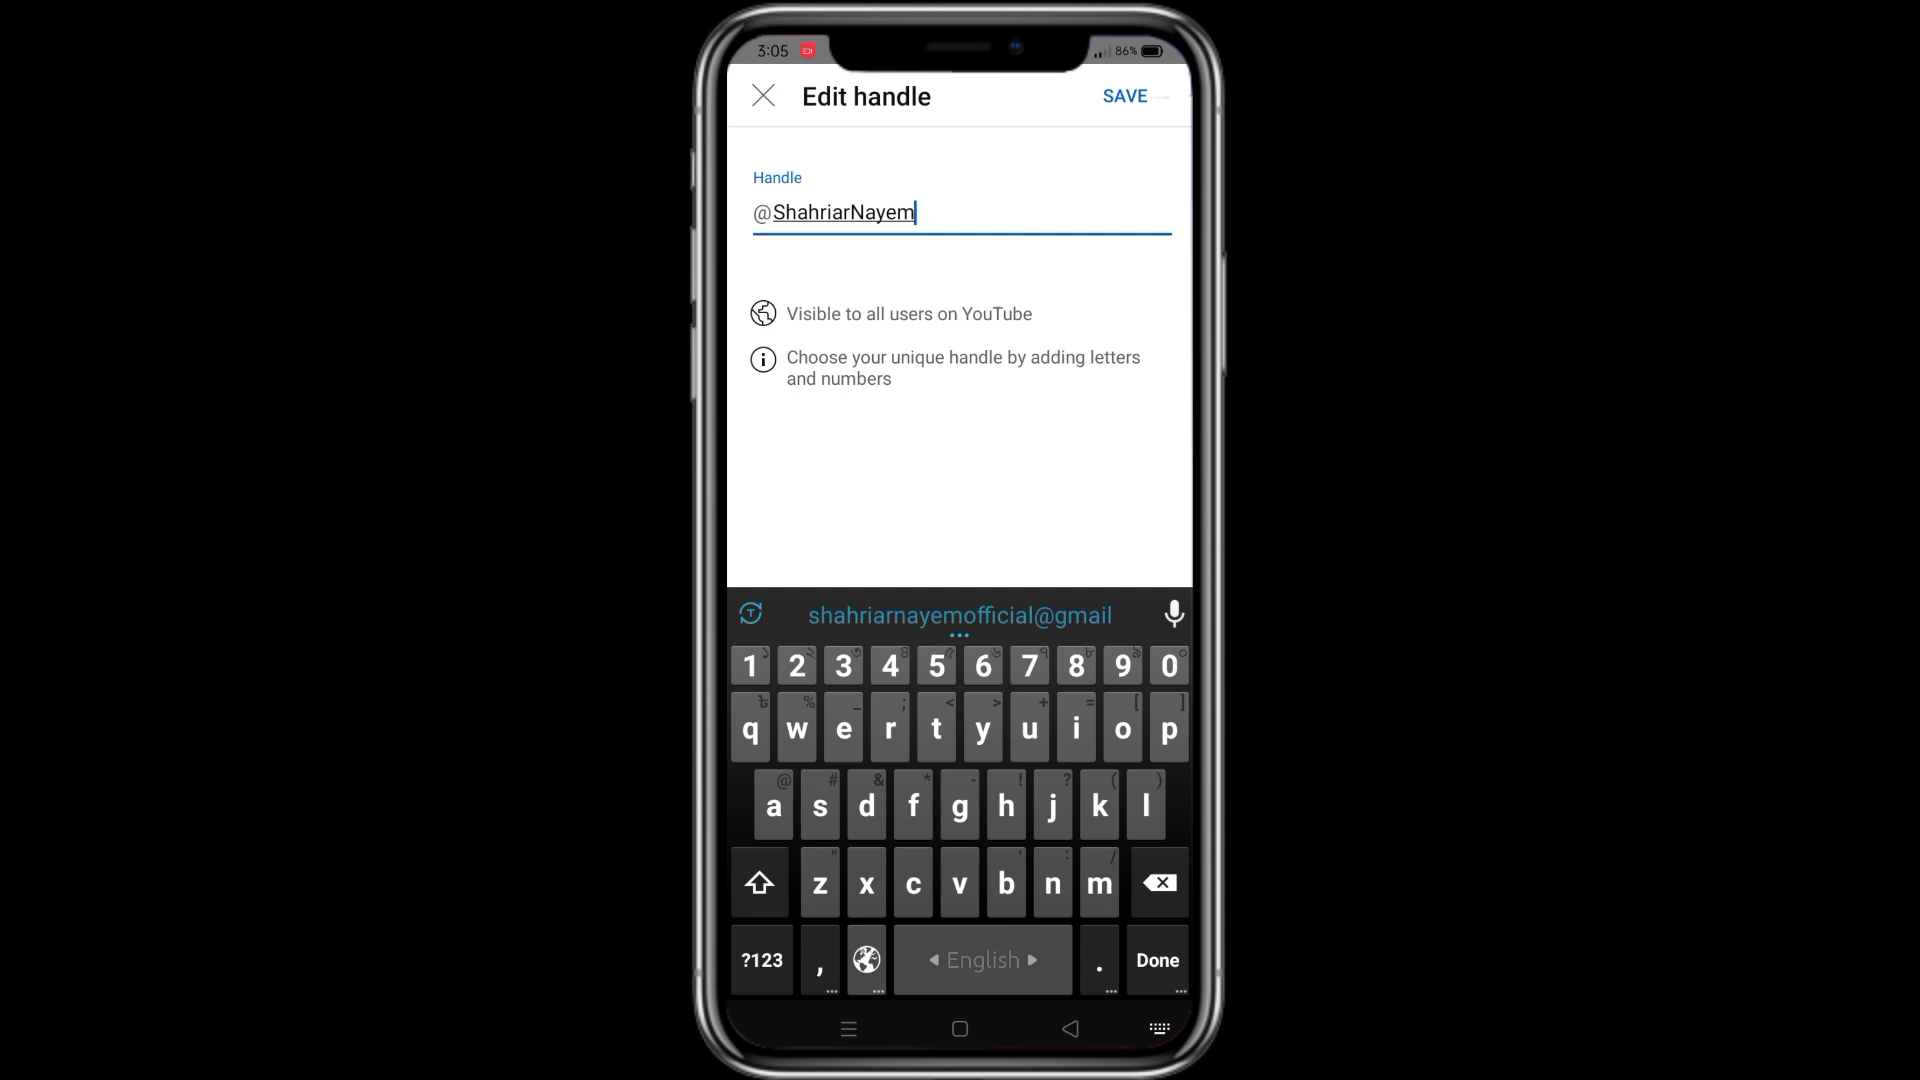 3:05 86%
Edit handle SAVE
Handle
@ShahriarNayem
Visible to all users on YouTube
Choose your unique handle by adding letters
and numbers
shahriarnayemofficial@gmail
1 2 3 4 5 6 7 8 9 0
q w e r t y u i o p
a s d f g h j k l
z x c v b n m
?123 , English . Done